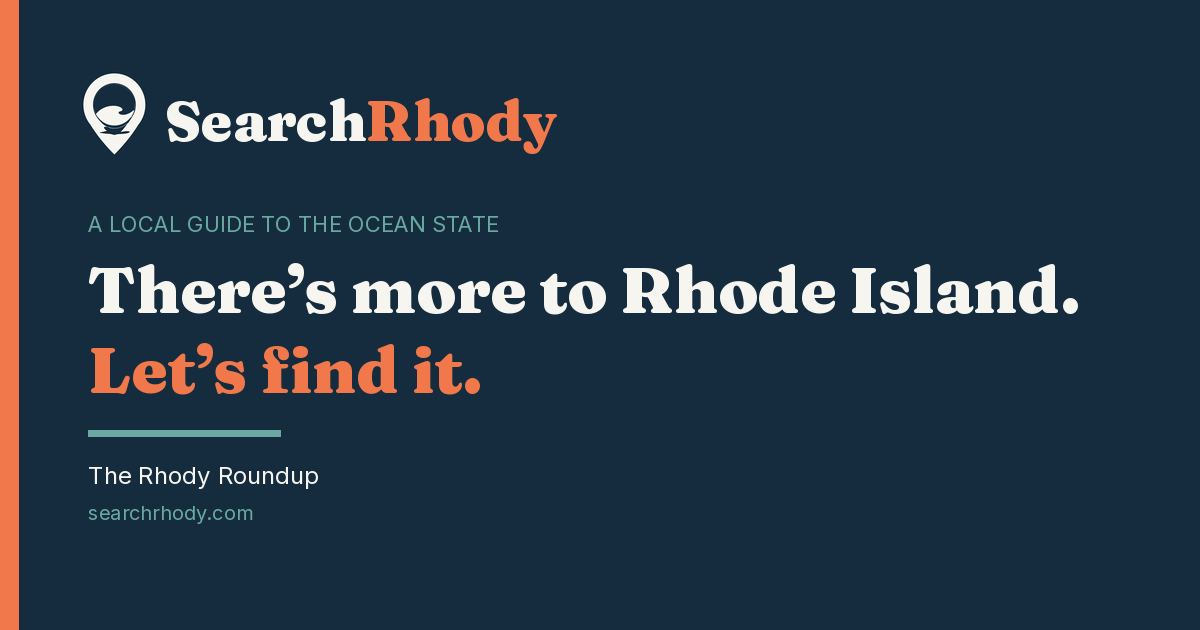 SearchRhody
A LOCAL GUIDE TO THE OCEAN STATE
There’s more to Rhode Island.
Let’s find it.
The Rhody Roundup
searchrhody.com